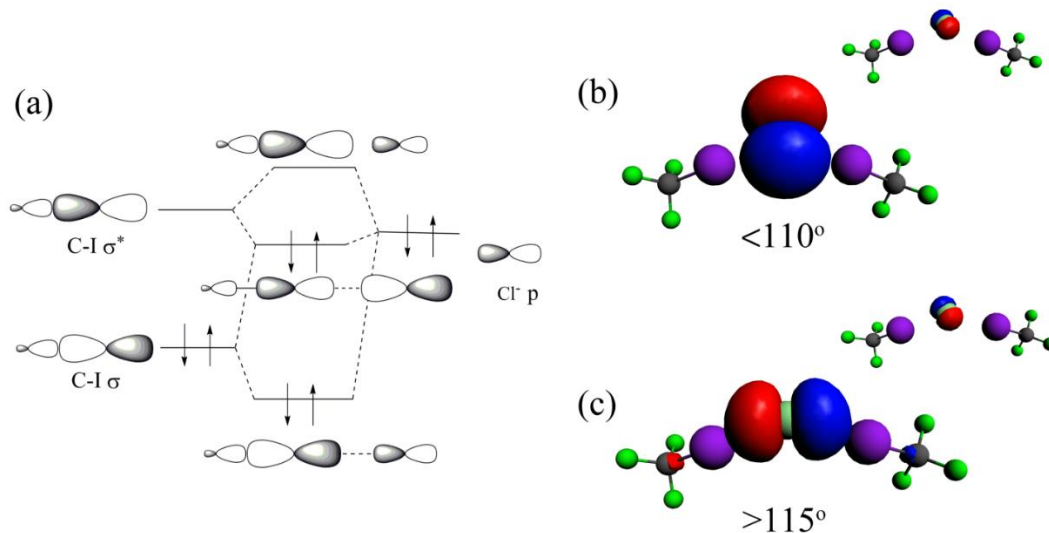 (a)
C-I σ*
C-I σ
Cl- p
(b)
<110°
(c)
>115°